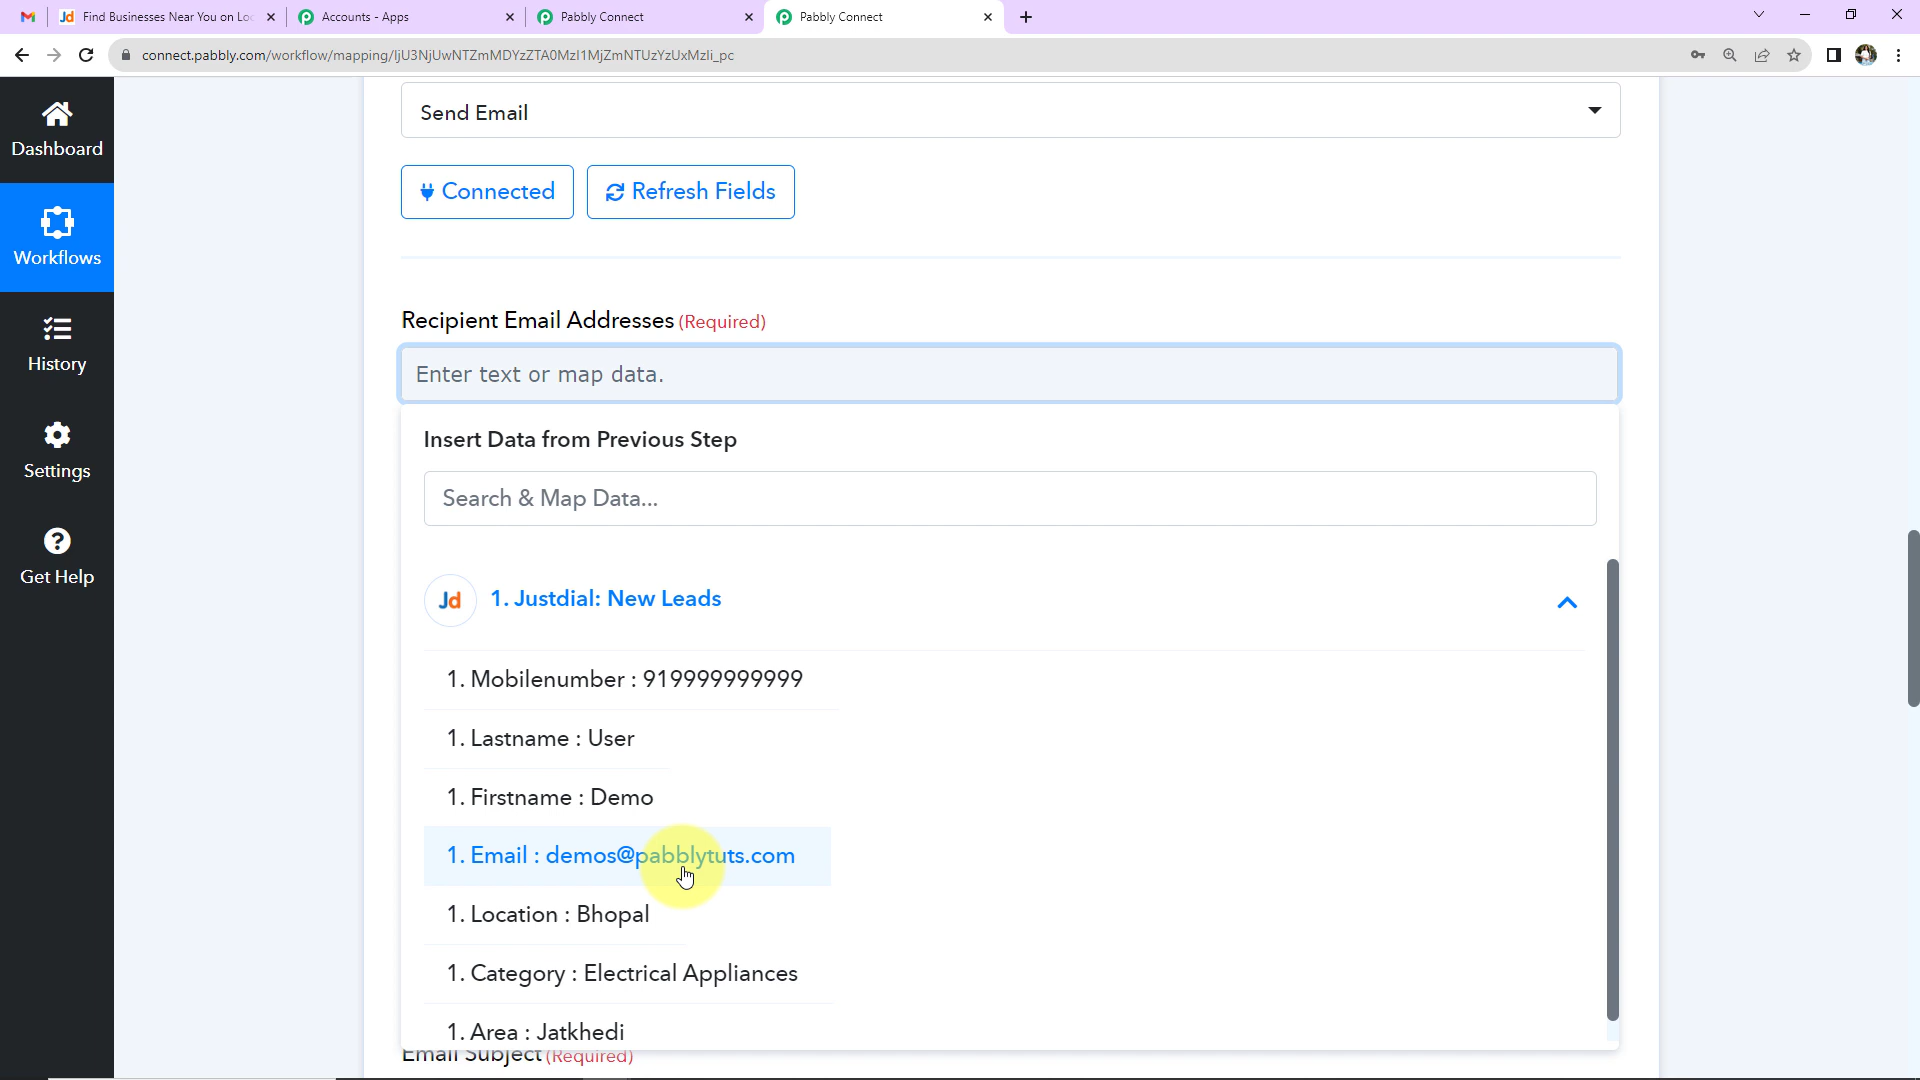 Find Businesses Near You on Lo
Accounts - Apps
Pabbly Connect
Pabbly Connect
connect.pabbly.com/workflow/mapping/IjU3NjUwNTZmMDYzZTA0MzI1MjZmNTUzYzUxMzIi_pc
Dashboard
Workflows
History
Settings
Get Help
Send Email
Connected
Refresh Fields
Recipient Email Addresses (Required)
Enter text or map data.
Insert Data from Previous Step
Search & Map Data...
Jd
1. Justdial: New Leads
1. Mobilenumber : 919999999999
1. Lastname : User
1. Firstname : Demo
1. Email : demos@pabblytuts.com
1. Location : Bhopal
1. Category : Electrical Appliances
1. Area : Jatkhedi
Email Subject (Required)